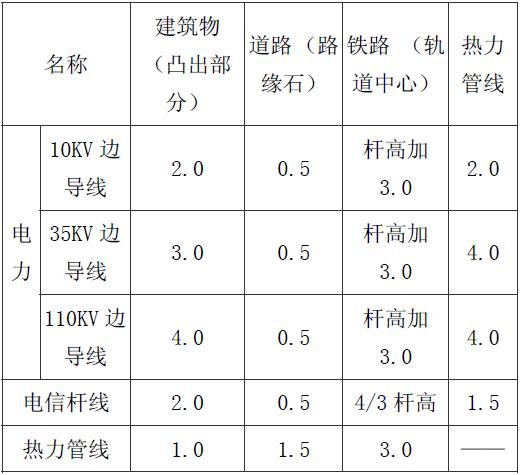 名称 建筑物（凸出部分） 道路（路缘石） 铁路 （轨道中心） 热力管线
电力 10KV 边导线 2.0 0.5 杆高加 3.0 2.0
35KV 边导线 3.0 0.5 杆高加 3.0 4.0
110KV 边导线 4.0 0.5 杆高加 3.0 4.0
电信杆线 2.0 0.5 4/3 杆高 1.5
热力管线 1.0 1.5 3.0 ——